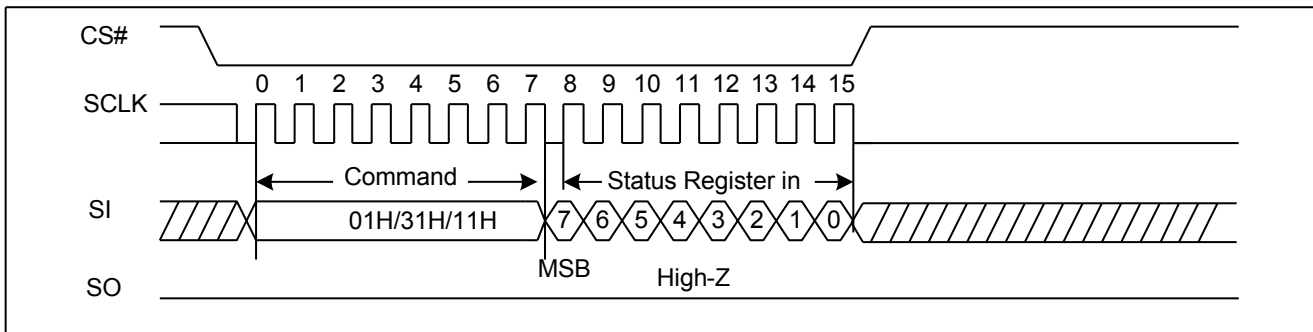 CS#
0 1 2 3 4 5 6 7 8 9 10 11 12 13 14 15
SCLK
Command Status Register in
SI 01H/31H/11H 7 6 5 4 3 2 1 0
MSB High-Z
SO